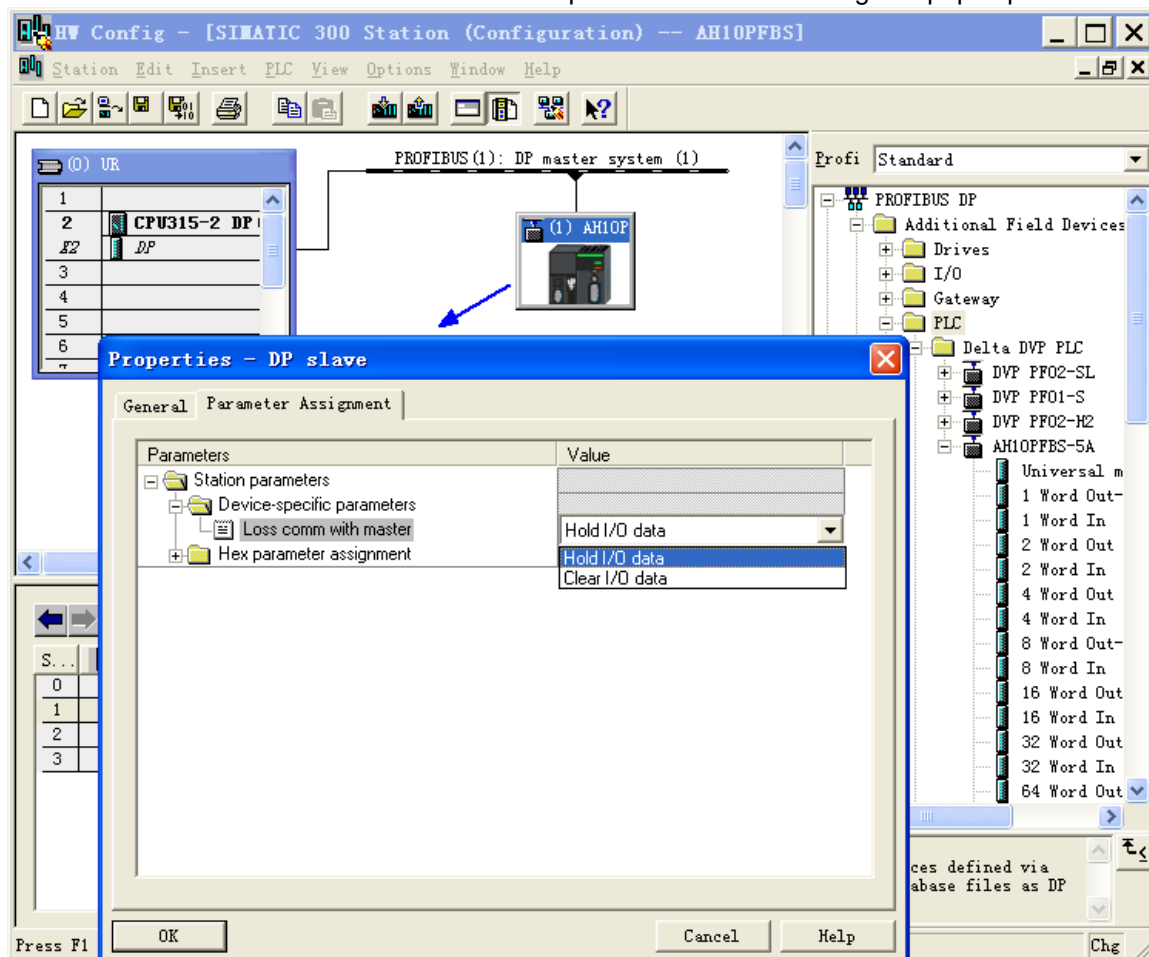 HW Config - [SIMATIC 300 Station (Configuration) -- AH10PFBS]
Station Edit Insert PLC View Options Window Help
(0) UR
1
2 CPU315-2 DP
X2 DP
3
4
5
6
PROFIBUS(1): DP master system (1)
(1) AH10P
Profi Standard
PROFIBUS DP
Additional Field Devices
Drives
I/O
Gateway
PLC
Delta DVP PLC
DVP PF02-SL
DVP PF01-S
DVP PF02-H2
AH10PFBS-5A
Universal m
1 Word Out-
1 Word In
2 Word Out
2 Word In
4 Word Out
4 Word In
8 Word Out-
8 Word In
16 Word Out
16 Word In
32 Word Out
32 Word In
64 Word Out
Properties - DP slave
General Parameter Assignment
Parameters Value
Station parameters
Device-specific parameters
Loss comm with master Hold I/O data
Hex parameter assignment Hold I/O data
Clear I/O data
S...
0
1
2
3
ces defined via
abase files as DP
OK Cancel Help
Press F1 Chg